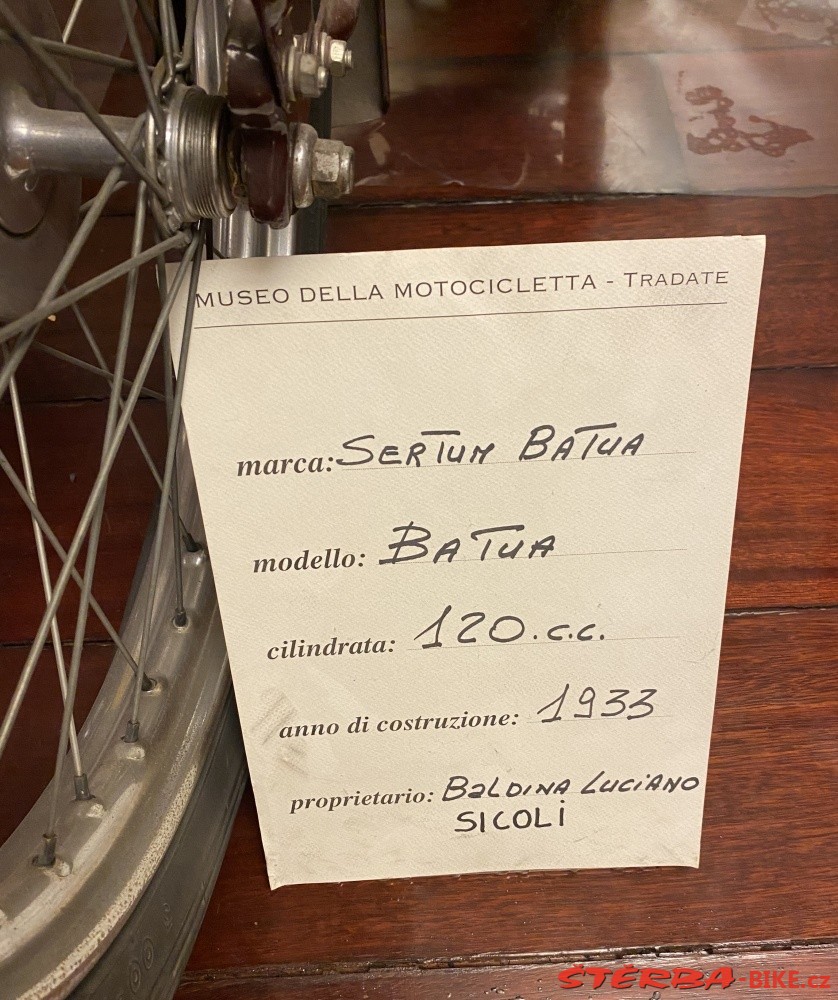 MUSEO DELLA MOTOCICLETTA - TRADATE
marca: SERTUM BATUA
modello: BATUA
cilindrata: 120.c.c.
anno di costruzione: 1933
proprietario: BaLDINA LUCIANO
SICOLI
ŠTĚRBA-BIKE.cz